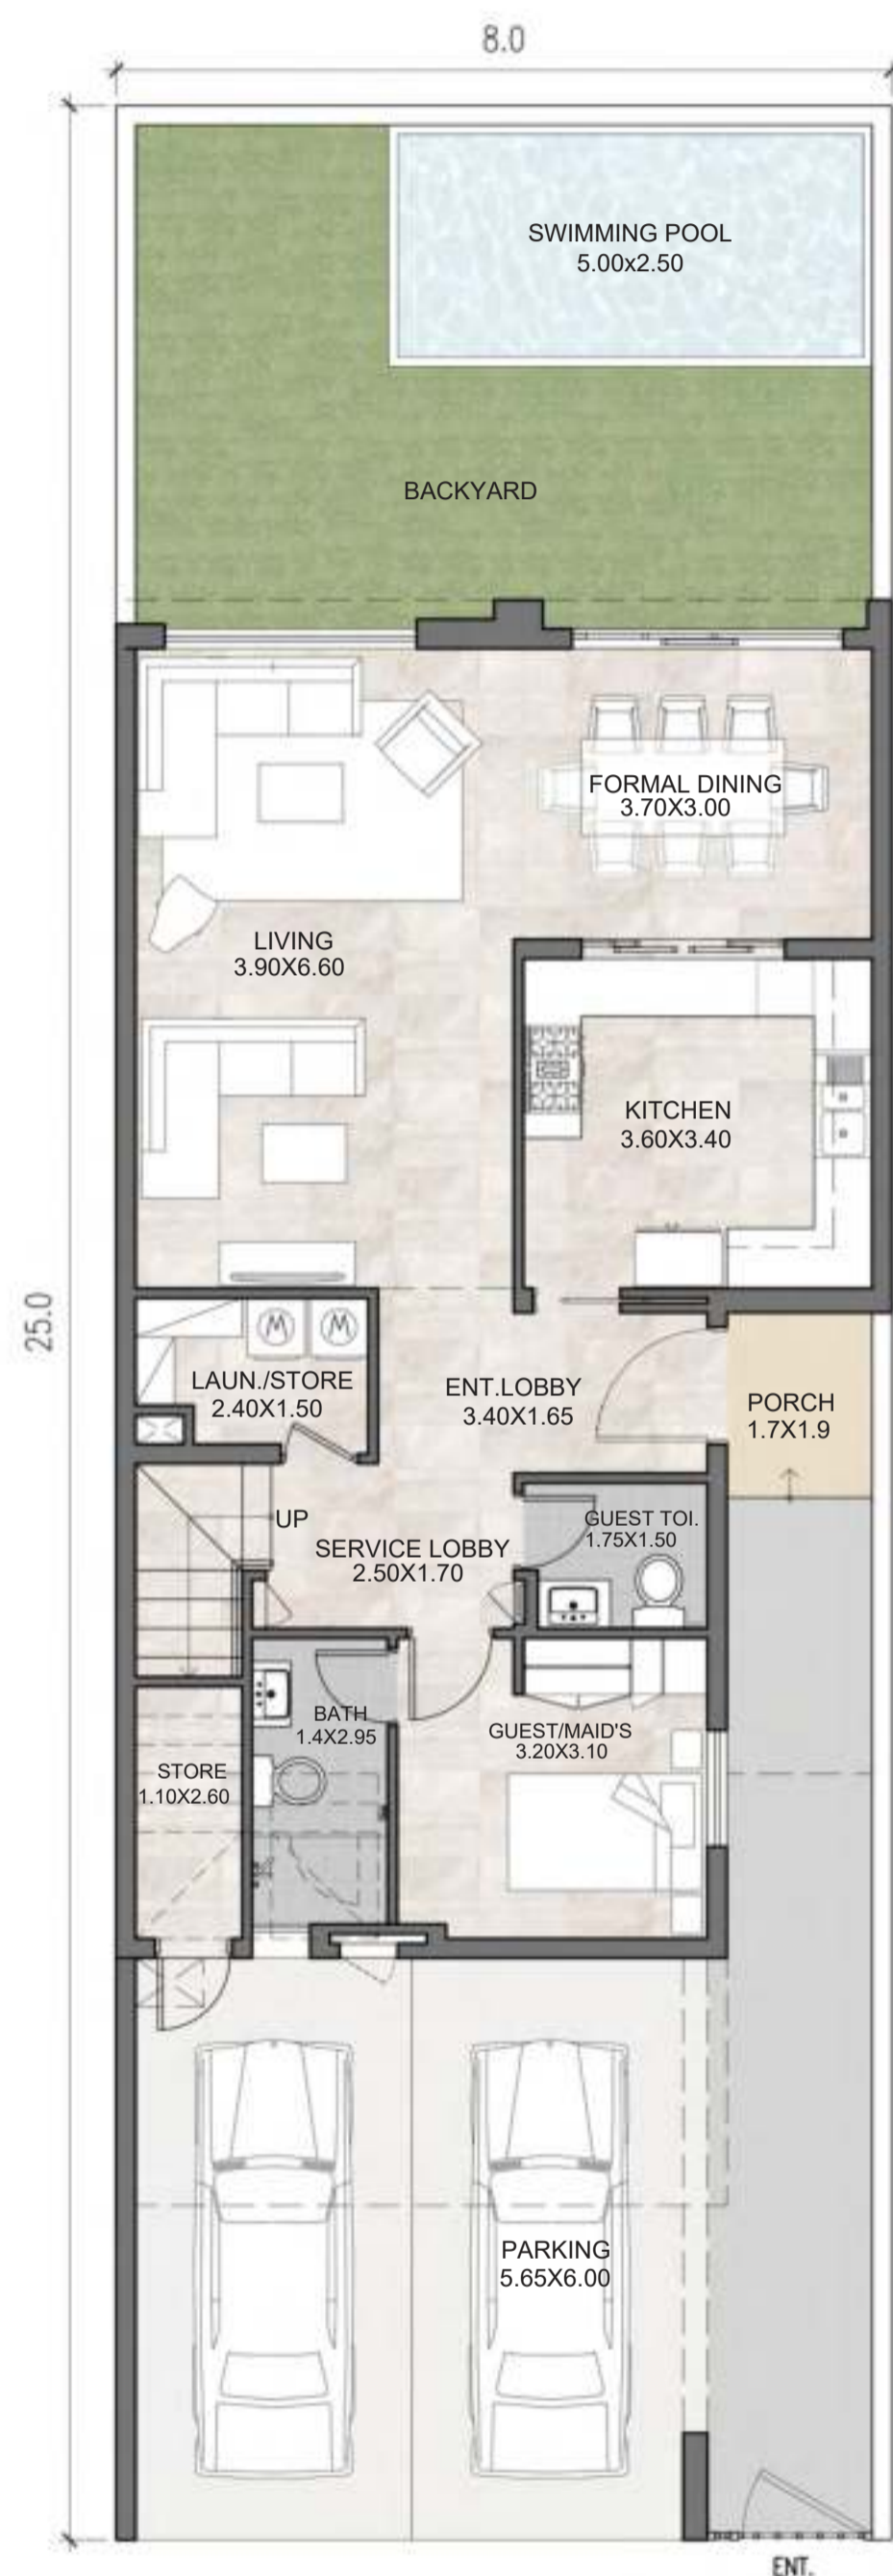 8.0
SWIMMING POOL
5.00x2.50
BACKYARD
FORMAL DINING
3.70X3.00
LIVING
3.90X6.60
KITCHEN
3.60X3.40
25.0
LAUN./STORE
2.40X1.50
ENT.LOBBY
3.40X1.65
PORCH
1.7X1.9
UP
GUEST TOI.
1.75X1.50
SERVICE LOBBY
2.50X1.70
BATH
1.4X2.95
GUEST/MAID'S
3.20X3.10
STORE
1.10X2.60
PARKING
5.65X6.00
ENT.